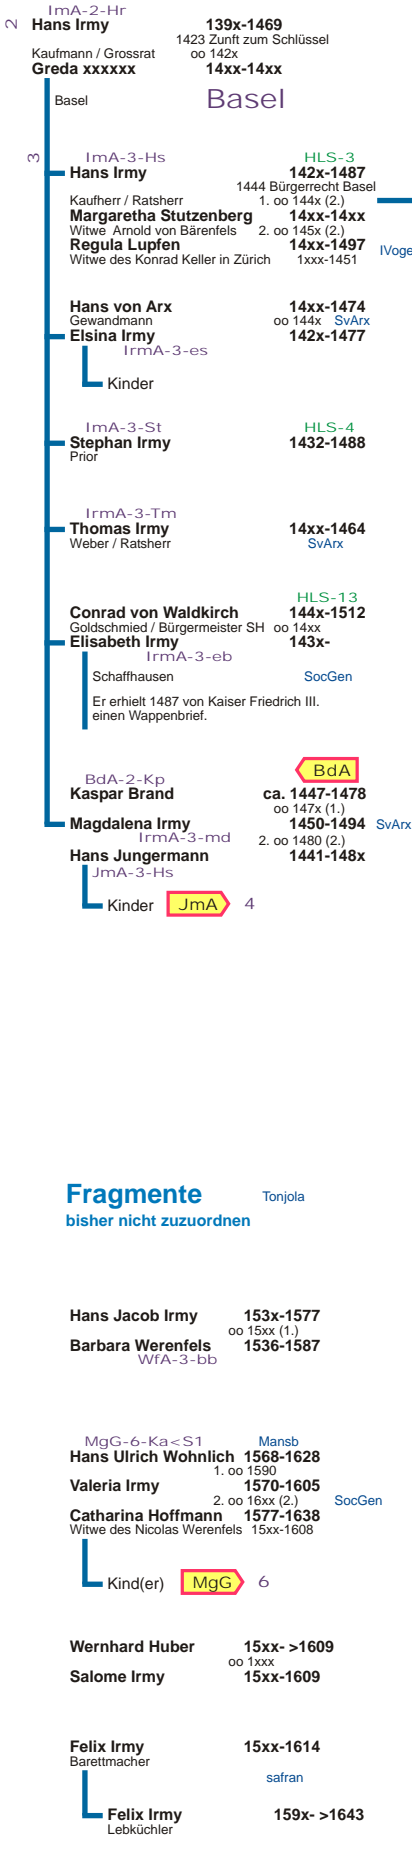 ImA-2-Hr
2 Hans Irmy 139x-1469
1423 Zunft zum Schlüssel
Kaufmann / Grossrat oo 142x
Greda xxxxxx 14xx-14xx
Basel Basel
3 ImA-3-Hs HLS-3
Hans Irmy 142x-1487
1444 Bürgerrecht Basel
Kaufherr / Ratsherr 1. oo 144x (2.)
Margaretha Stutzenberg 14xx-14xx
Witwe Arnold von Bärenfels 2. oo 145x (2.)
Regula Lupfen 14xx-1497 IVoge
Witwe des Konrad Keller in Zürich 1xxx-1451
Hans von Arx 14xx-1474
Gewandmann oo 144x SvArx
Elsina Irmy 142x-1477
IrmA-3-es
Kinder
ImA-3-St HLS-4
Stephan Irmy 1432-1488
Prior
IrmA-3-Tm
Thomas Irmy 14xx-1464
Weber / Ratsherr SvArx
HLS-13
Conrad von Waldkirch 144x-1512
Goldschmied / Bürgermeister SH oo 14xx
Elisabeth Irmy 143x-
IrmA-3-eb
Schaffhausen SocGen
Er erhielt 1487 von Kaiser Friedrich III.
einen Wappenbrief.
BdA
BdA-2-Kp
Kaspar Brand ca. 1447-1478
oo 147x (1.)
Magdalena Irmy 1450-1494 SvArx
IrmA-3-md 2. oo 1480 (2.)
Hans Jungermann 1441-148x
JmA-3-Hs
Kinder JmA 4
Fragmente Tonjola
bisher nicht zuzuordnen
Hans Jacob Irmy 153x-1577
oo 15xx (1.)
Barbara Werenfels 1536-1587
WfA-3-bb
MgG-6-Ka<S1 Mansb
Hans Ulrich Wohnlich 1568-1628
1. oo 1590
Valeria Irmy 1570-1605
2. oo 16xx (2.) SocGen
Catharina Hoffmann 1577-1638
Witwe des Nicolas Werenfels 15xx-1608
Kind(er) MgG 6
Wernhard Huber 15xx- >1609
oo 1xxx
Salome Irmy 15xx-1609
Felix Irmy 15xx-1614
Barettmacher
safran
Felix Irmy 159x- >1643
Lebküchler